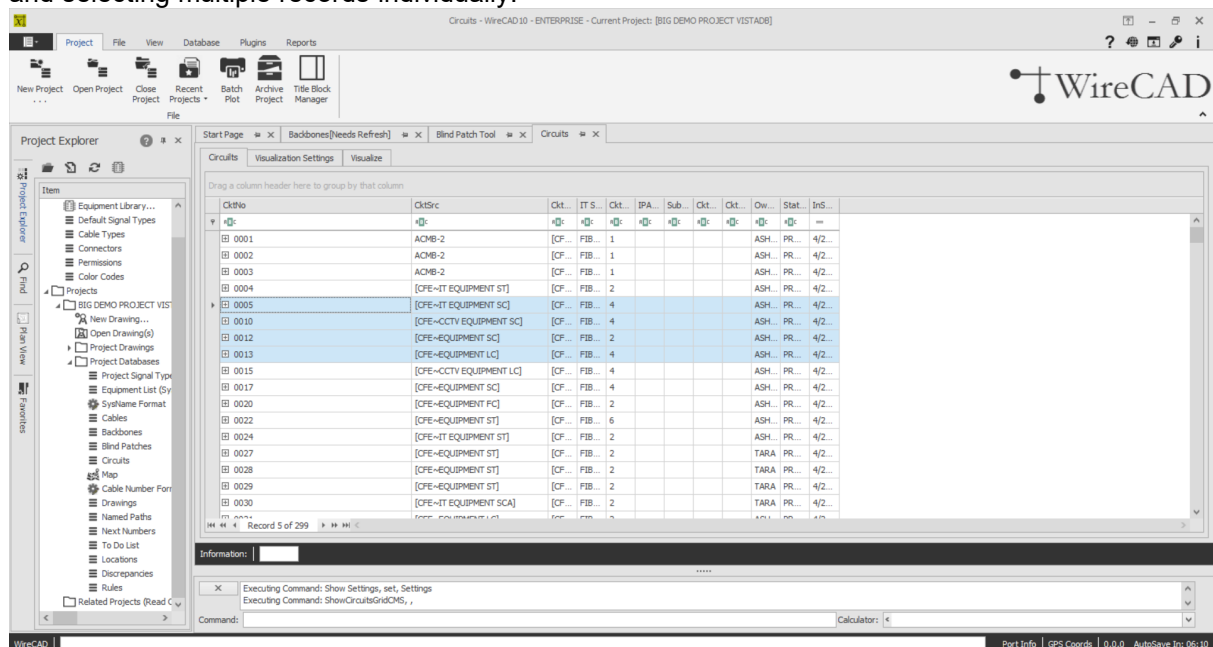 and selecting multiple records individually.
Circuits - WireCAD10 - ENTERPRISE - Current Project: [BIG DEMO PROJECT VISTADB]
Project File View Database Plugins Reports
New Project ... Open Project Close Project Recent Projects Batch Plot Archive Project Title Block Manager
File
WireCAD
Project Explorer
Start Page Backbones[Needs Refresh] Blind Patch Tool Circuits
Circuits Visualization Settings Visualize
Drag a column header here to group by that column
Project Explorer
Find
Plan View
Favorites
Item
Equipment Library...
Default Signal Types
Cable Types
Connectors
Permissions
Color Codes
Projects
BIG DEMO PROJECT VIS
New Drawing...
Open Drawing(s)
Project Drawings
Project Databases
Project Signal Type
Equipment List (Sy
SysName Format
Cables
Backbones
Blind Patches
Circuits
Map
Cable Number Forr
Drawings
Named Paths
Next Numbers
To Do List
Locations
Discrepancies
Rules
Related Projects (Read C
CktNo CktSrc Ckt... IT S... Ckt... IPA... Sub... Ckt... Ckt... Ow... Stat... InS...
0001 ACMB-2 [CF... FIB... 1 ASH... PR... 4/2...
0002 ACMB-2 [CF... FIB... 1 ASH... PR... 4/2...
0003 ACMB-2 [CF... FIB... 1 ASH... PR... 4/2...
0004 [CFE~IT EQUIPMENT ST] [CF... FIB... 2 ASH... PR... 4/2...
0005 [CFE~IT EQUIPMENT SC] [CF... FIB... 4 ASH... PR... 4/2...
0010 [CFE~CCTV EQUIPMENT SC] [CF... FIB... 4 ASH... PR... 4/2...
0012 [CFE~EQUIPMENT SC] [CF... FIB... 2 ASH... PR... 4/2...
0013 [CFE~EQUIPMENT LC] [CF... FIB... 4 ASH... PR... 4/2...
0015 [CFE~CCTV EQUIPMENT LC] [CF... FIB... 4 ASH... PR... 4/2...
0017 [CFE~EQUIPMENT SC] [CF... FIB... 4 ASH... PR... 4/2...
0020 [CFE~EQUIPMENT FC] [CF... FIB... 2 ASH... PR... 4/2...
0022 [CFE~EQUIPMENT ST] [CF... FIB... 6 ASH... PR... 4/2...
0024 [CFE~IT EQUIPMENT ST] [CF... FIB... 2 ASH... PR... 4/2...
0027 [CFE~EQUIPMENT ST] [CF... FIB... 2 TARA PR... 4/2...
0028 [CFE~EQUIPMENT ST] [CF... FIB... 2 TARA PR... 4/2...
0029 [CFE~EQUIPMENT ST] [CF... FIB... 2 TARA PR... 4/2...
0030 [CFE~IT EQUIPMENT SCA] [CF... FIB... 2 TARA PR... 4/2...
Record 5 of 299
Information:
Executing Command: Show Settings, set, Settings
Executing Command: ShowCircuitsGridCMS, ,
Command: Calculator:
WireCAD Port Info GPS Coords 0.0.0 AutoSave In: 06:10